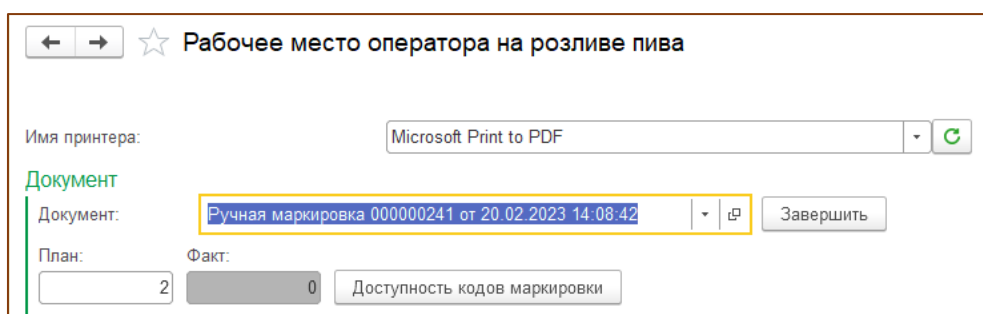 Рабочее место оператора на розливе пива
Имя принтера: Microsoft Print to PDF
Документ
Документ: Ручная маркировка 000000241 от 20.02.2023 14:08:42 Завершить
План: Факт:
2 0 Доступность кодов маркировки